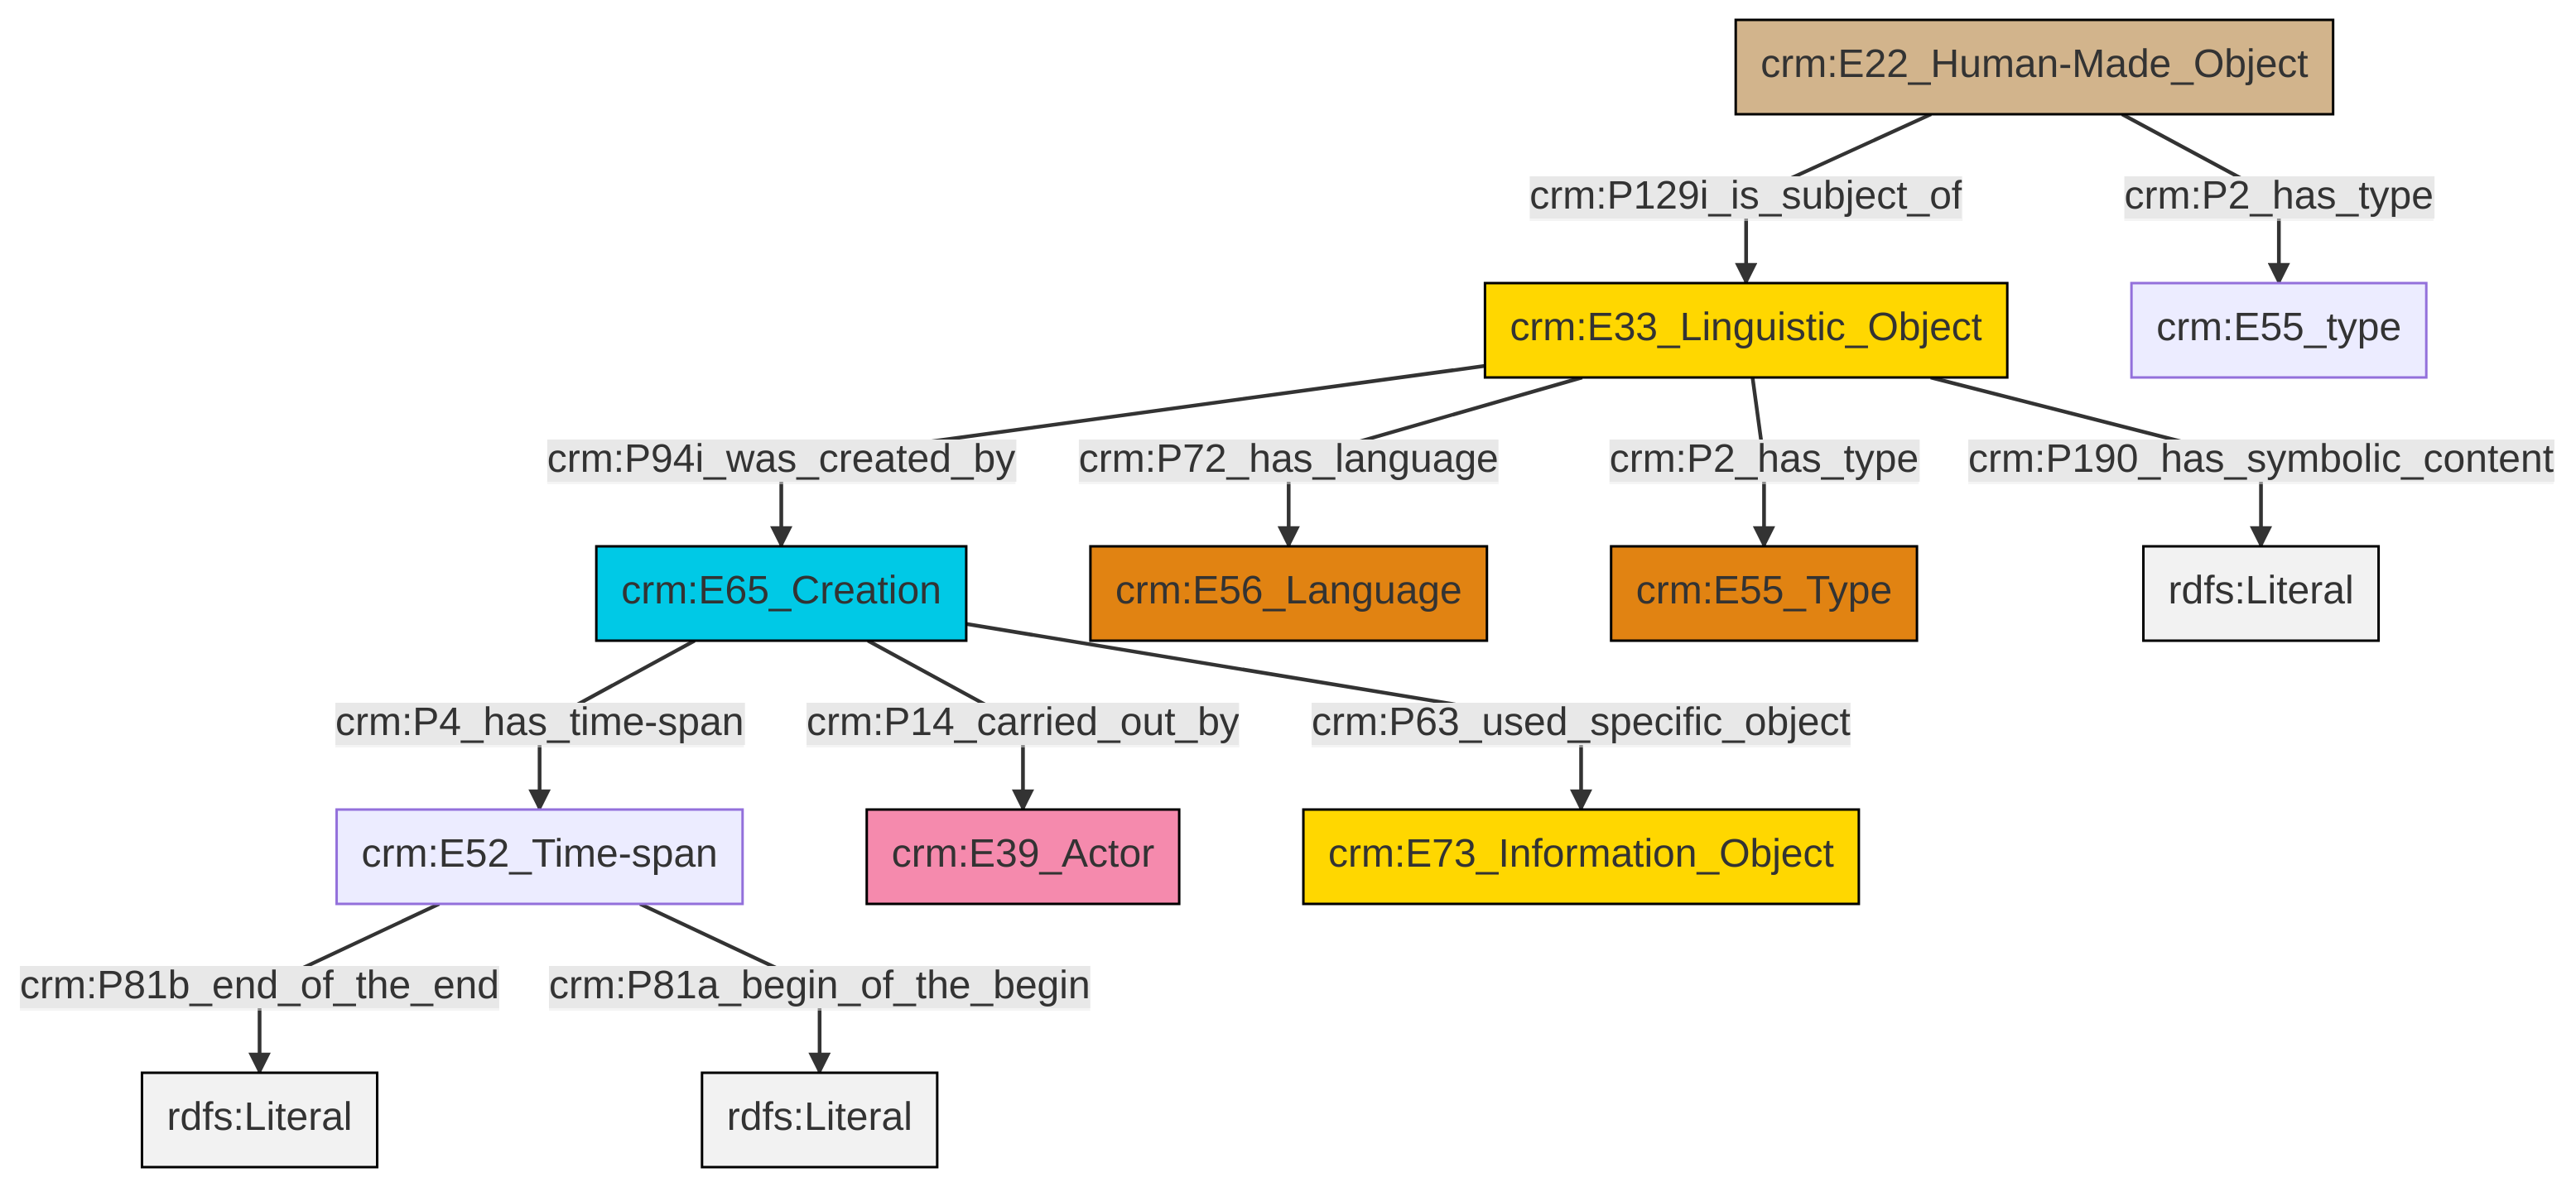 crm:E22_Human-Made_Object
crm:P129i_is_subject_of
crm:P2_has_type
crm:E33_Linguistic_Object
crm:E55_type
crm:P94i_was_created_by
crm:P72_has_language
crm:P2_has_type
crm:P190_has_symbolic_content
crm:E65_Creation
crm:E56_Language
crm:E55_Type
rdfs:Literal
crm:P4_has_time-span
crm:P14_carried_out_by
crm:P63_used_specific_object
crm:E52_Time-span
crm:E39_Actor
crm:E73_Information_Object
crm:P81b_end_of_the_end
crm:P81a_begin_of_the_begin
rdfs:Literal
rdfs:Literal